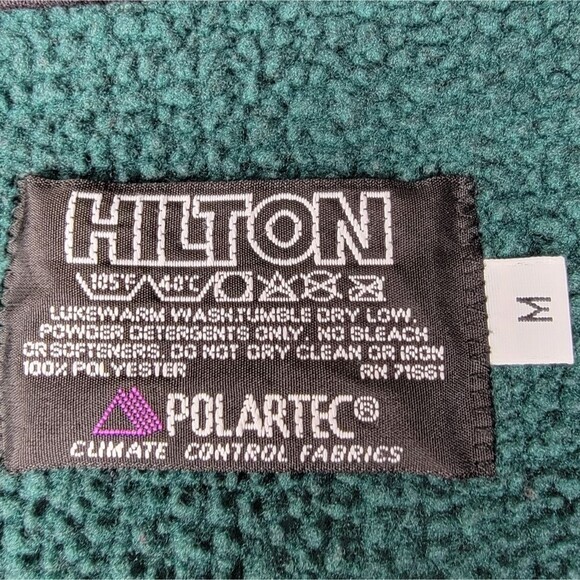 HILTON
105°F 40°C
LUKEWARM WASH.TUMBLE DRY LOW.
POWDER DETERGENTS ONLY. NO BLEACH
OR SOFTENERS. DO NOT DRY CLEAN OR IRON
100% POLYESTER RN 71661
POLARTEC®
CLIMATE CONTROL FABRICS
M